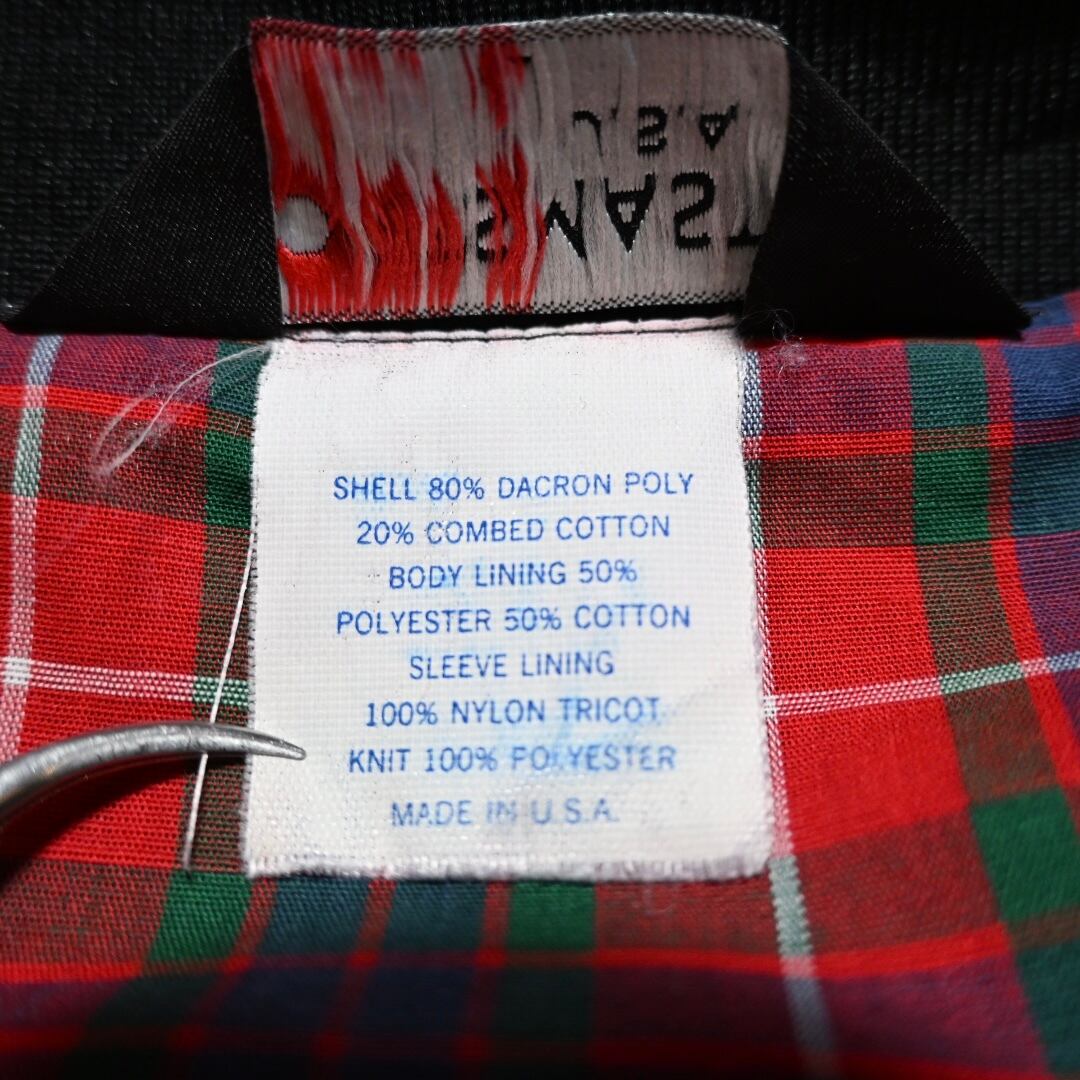 SHELL 80% DACRON POLY
20% COMBED COTTON
BODY LINING 50%
POLYESTER 50% COTTON
SLEEVE LINING
100% NYLON TRICOT
KNIT 100% POLYESTER
MADE IN U.S.A.